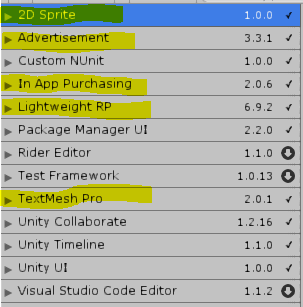 2D Sprite 1.0.0
Advertisement 3.3.1
Custom NUnit 1.0.0
In App Purchasing 2.0.6
Lightweight RP 6.9.2
Package Manager UI 2.2.0
Rider Editor 1.1.0
Test Framework 1.0.13
TextMesh Pro 2.0.1
Unity Collaborate 1.2.16
Unity Timeline 1.1.0
Unity UI 1.0.0
Visual Studio Code Editor 1.1.2